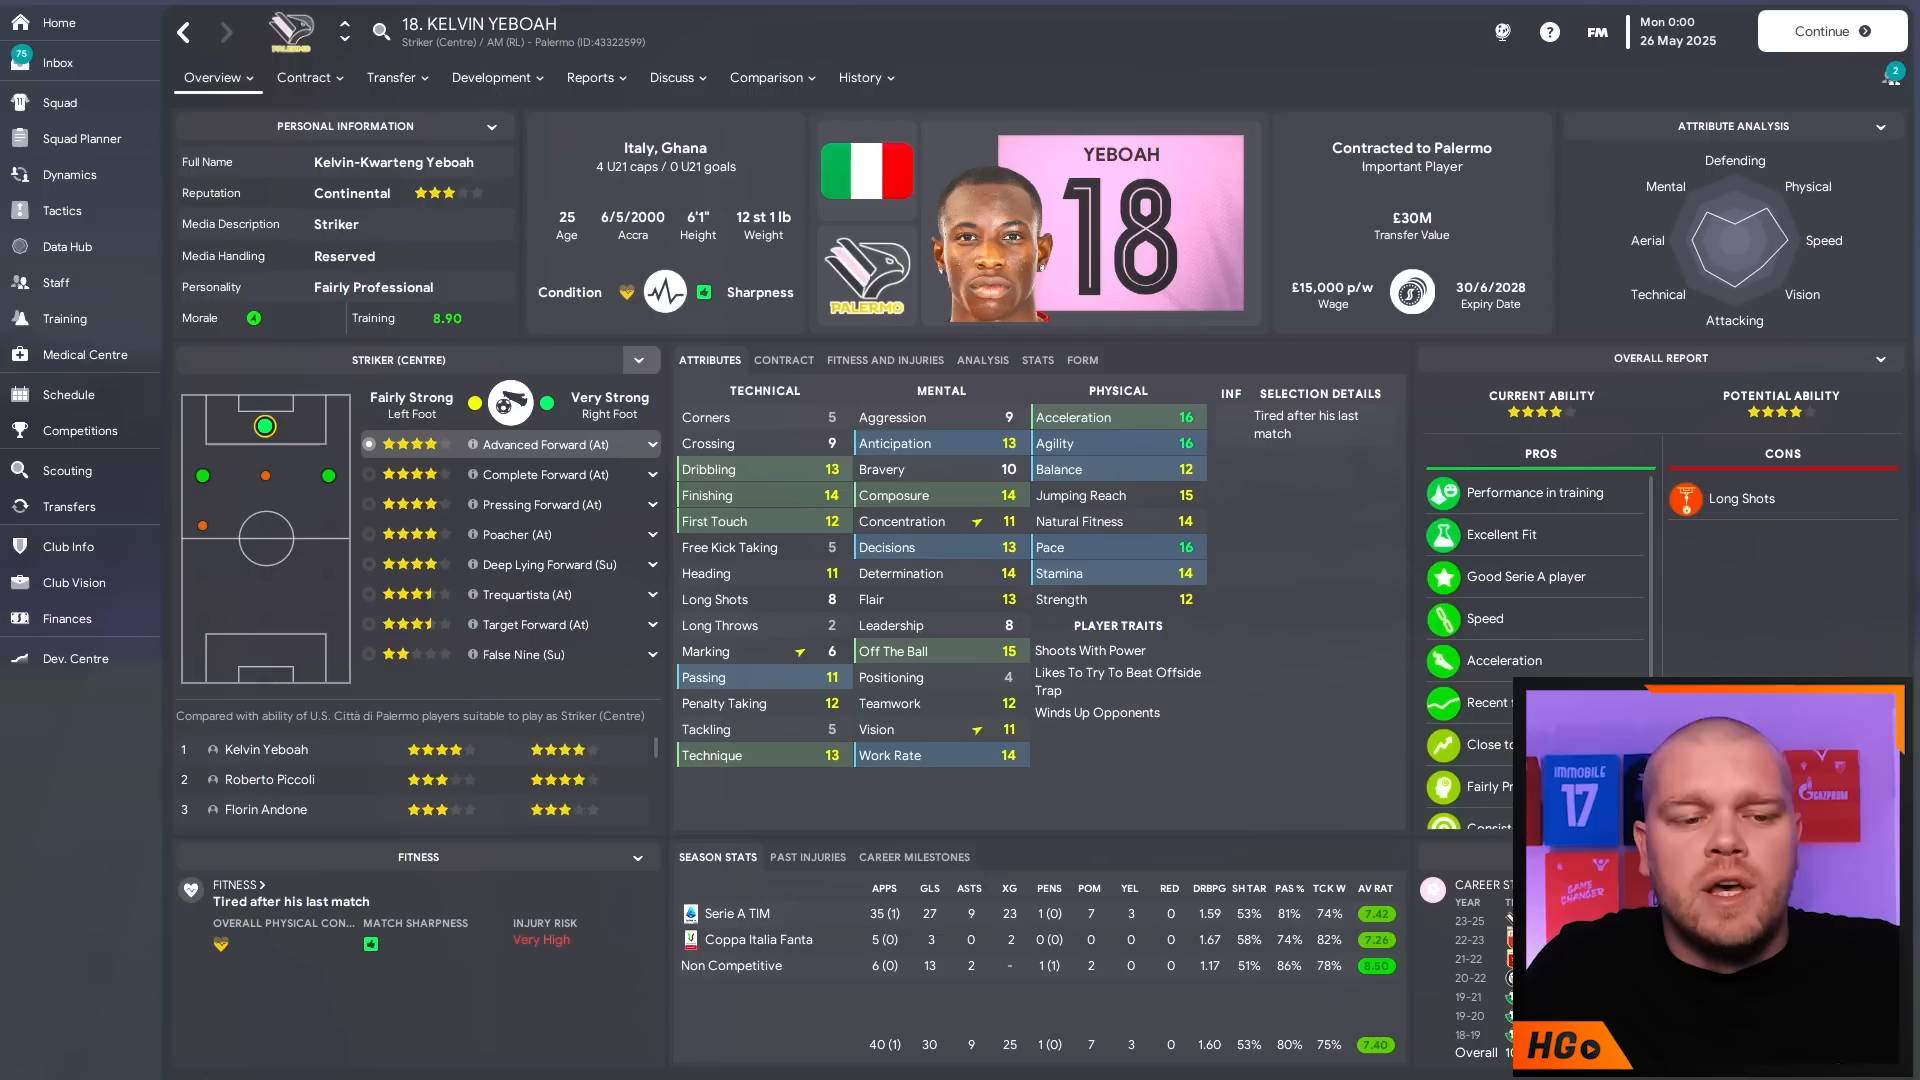 Home
75
Inbox
Squad
Squad Planner
Dynamics
Tactics
Data Hub
Staff
Training
Medical Centre
Schedule
Competitions
Scouting
Transfers
Club Info
Club Vision
Finances
Dev. Centre
PALERMO
18. KELVIN YEBOAH
Striker (Centre) / AM (RL) - Palermo (ID:43322599)
FM
Mon 0:00
26 May 2025
Continue
Overview
Contract
Transfer
Development
Reports
Discuss
Comparison
History
2
PERSONAL INFORMATION
Full Name Kelvin-Kwarteng Yeboah
Reputation Continental
Media Description Striker
Media Handling Reserved
Personality Fairly Professional
Morale Training 8.90
Italy, Ghana
4 U21 caps / 0 U21 goals
25 6/5/2000 6'1" 12 st 1 lb
Age Accra Height Weight
Condition Sharpness
PALERMO
YEBOAH
18
Contracted to Palermo
Important Player
£30M
Transfer Value
£15,000 p/w 30/6/2028
Wage Expiry Date
ATTRIBUTE ANALYSIS
Defending
Mental Physical
Aerial Speed
Technical Vision
Attacking
STRIKER (CENTRE)
Fairly Strong Very Strong
Left Foot Right Foot
Advanced Forward (At)
Complete Forward (At)
Pressing Forward (At)
Poacher (At)
Deep Lying Forward (Su)
Trequartista (At)
Target Forward (At)
False Nine (Su)
Compared with ability of U.S. Città di Palermo players suitable to play as Striker (Centre)
1 Kelvin Yeboah
2 Roberto Piccoli
3 Florin Andone
FITNESS
FITNESS
Tired after his last match
OVERALL PHYSICAL CON... MATCH SHARPNESS INJURY RISK
Very High
ATTRIBUTES CONTRACT FITNESS AND INJURIES ANALYSIS STATS FORM
TECHNICAL
Corners 5
Crossing 9
Dribbling 13
Finishing 14
First Touch 12
Free Kick Taking 5
Heading 11
Long Shots 8
Long Throws 2
Marking 6
Passing 11
Penalty Taking 12
Tackling 5
Technique 13
MENTAL
Aggression 9
Anticipation 13
Bravery 10
Composure 14
Concentration 11
Decisions 13
Determination 14
Flair 13
Leadership 8
Off The Ball 15
Positioning 4
Teamwork 12
Vision 11
Work Rate 14
PHYSICAL
Acceleration 16
Agility 16
Balance 12
Jumping Reach 15
Natural Fitness 14
Pace 16
Stamina 14
Strength 12
PLAYER TRAITS
Shoots With Power
Likes To Try To Beat Offside
Trap
Winds Up Opponents
INF SELECTION DETAILS
Tired after his last
match
OVERALL REPORT
CURRENT ABILITY POTENTIAL ABILITY
PROS CONS
Performance in training
Excellent Fit
Good Serie A player
Speed
Acceleration
Recent
Close to
Fairly Pr
Consist
Long Shots
SEASON STATS PAST INJURIES CAREER MILESTONES
APPS GLS ASTS XG PENS POM YEL RED DRBPG SH TAR PAS % TCK W AV RAT
Serie A TIM 35 (1) 27 9 23 1 (0) 7 3 0 1.59 53% 81% 74% 7.42
Coppa Italia Fanta 5 (0) 3 0 2 0 (0) 0 0 0 1.67 58% 74% 82% 7.26
Non Competitive 6 (0) 13 2 - 1 (1) 2 0 0 1.17 51% 86% 78% 8.50
40 (1) 30 9 25 1 (0) 7 3 0 1.60 53% 80% 75% 7.40
CAREER ST
YEAR
23-25
22-23
21-22
20-22
19-21
19-20
18-19
Overall
IMMOBILE
17
GAZPROM
GAME
CHANGER
HG